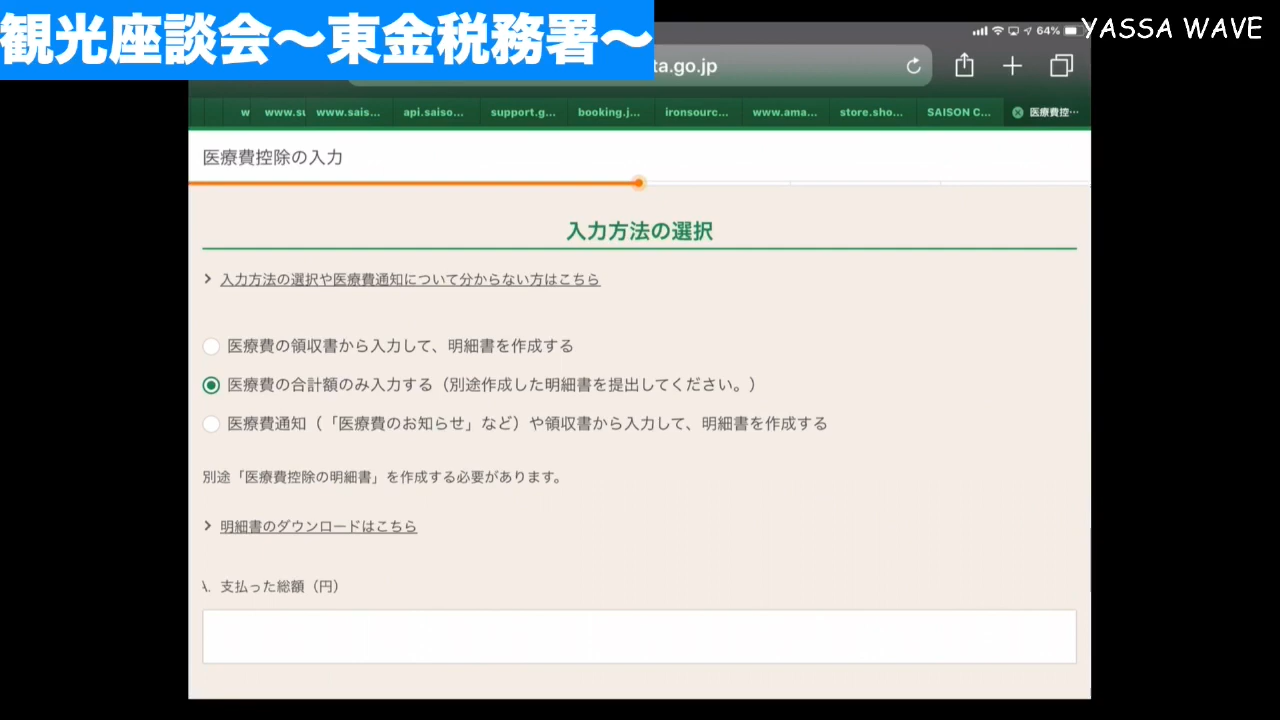 観光座談会〜東金税務署〜
YASSA WAVE
64%
ta.go.jp
w
www.su
www.sais...
api.saiso...
support.g...
booking.j...
ironsourc...
www.ama...
store.sho...
SAISON C...
医療費控…
医療費控除の入力
入力方法の選択
入力方法の選択や医療費通知について分からない方はこちら
医療費の領収書から入力して、明細書を作成する
医療費の合計額のみ入力する（別途作成した明細書を提出してください。）
医療費通知（「医療費のお知らせ」など）や領収書から入力して、明細書を作成する
別途「医療費控除の明細書」を作成する必要があります。
明細書のダウンロードはこちら
A. 支払った総額（円）